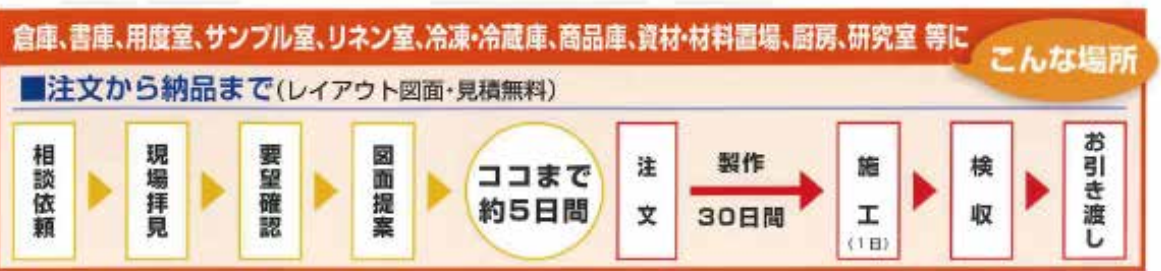 倉庫、書庫、用度室、サンプル室、リネン室、冷凍・冷蔵庫、商品庫、資材・材料置場、厨房、研究室 等に
こんな場所
■注文から納品まで(レイアウト図面・見積無料)
相談依頼
現場拝見
要望確認
図面提案
ココまで
約5日間
注文
製作
30日間
施工
(1日)
検収
お引き渡し